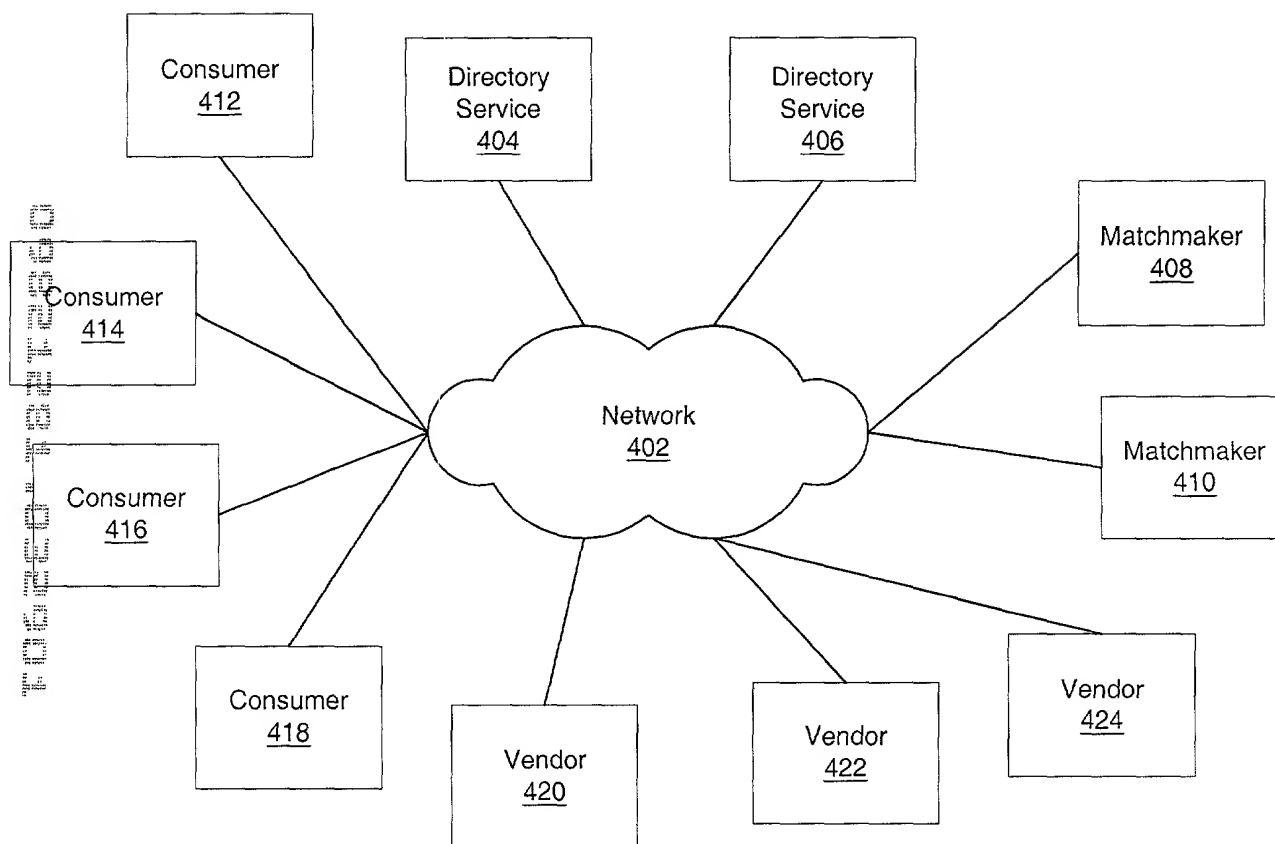 Consumer
412
Directory
Service
404
Directory
Service
406
Matchmaker
408
Consumer
414
Network
402
Matchmaker
410
Consumer
416
Consumer
418
Vendor
420
Vendor
422
Vendor
424